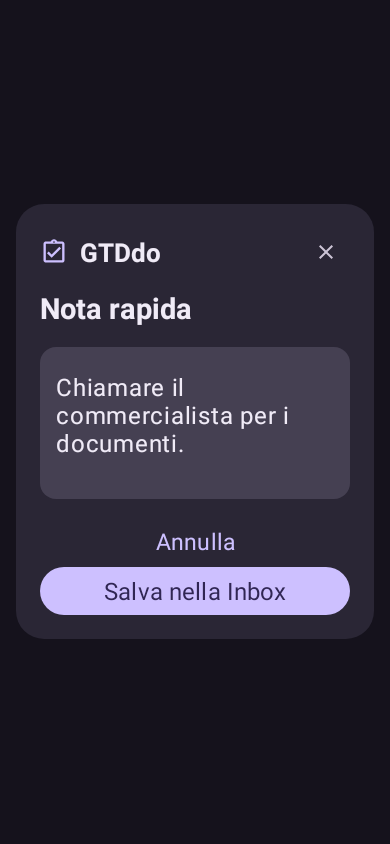 GTDdo
Nota rapida
Chiamare il
commercialista per i
documenti.
Annulla
Salva nella Inbox